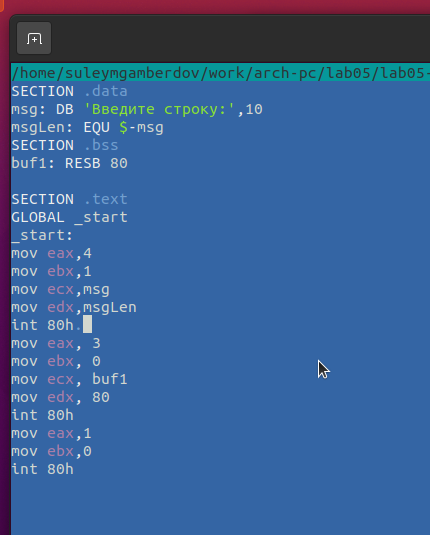 /home/suleymgamberdov/work/arch-pc/lab05/lab05-
SECTION .data
msg: DB 'Введите строку:',10
msgLen: EQU $-msg
SECTION .bss
buf1: RESB 80
SECTION .text
GLOBAL _start
_start:
mov eax,4
mov ebx,1
mov ecx,msg
mov edx,msgLen
int 80h.
mov eax, 3
mov ebx, 0
mov ecx, buf1
mov edx, 80
int 80h
mov eax,1
mov ebx,0
int 80h